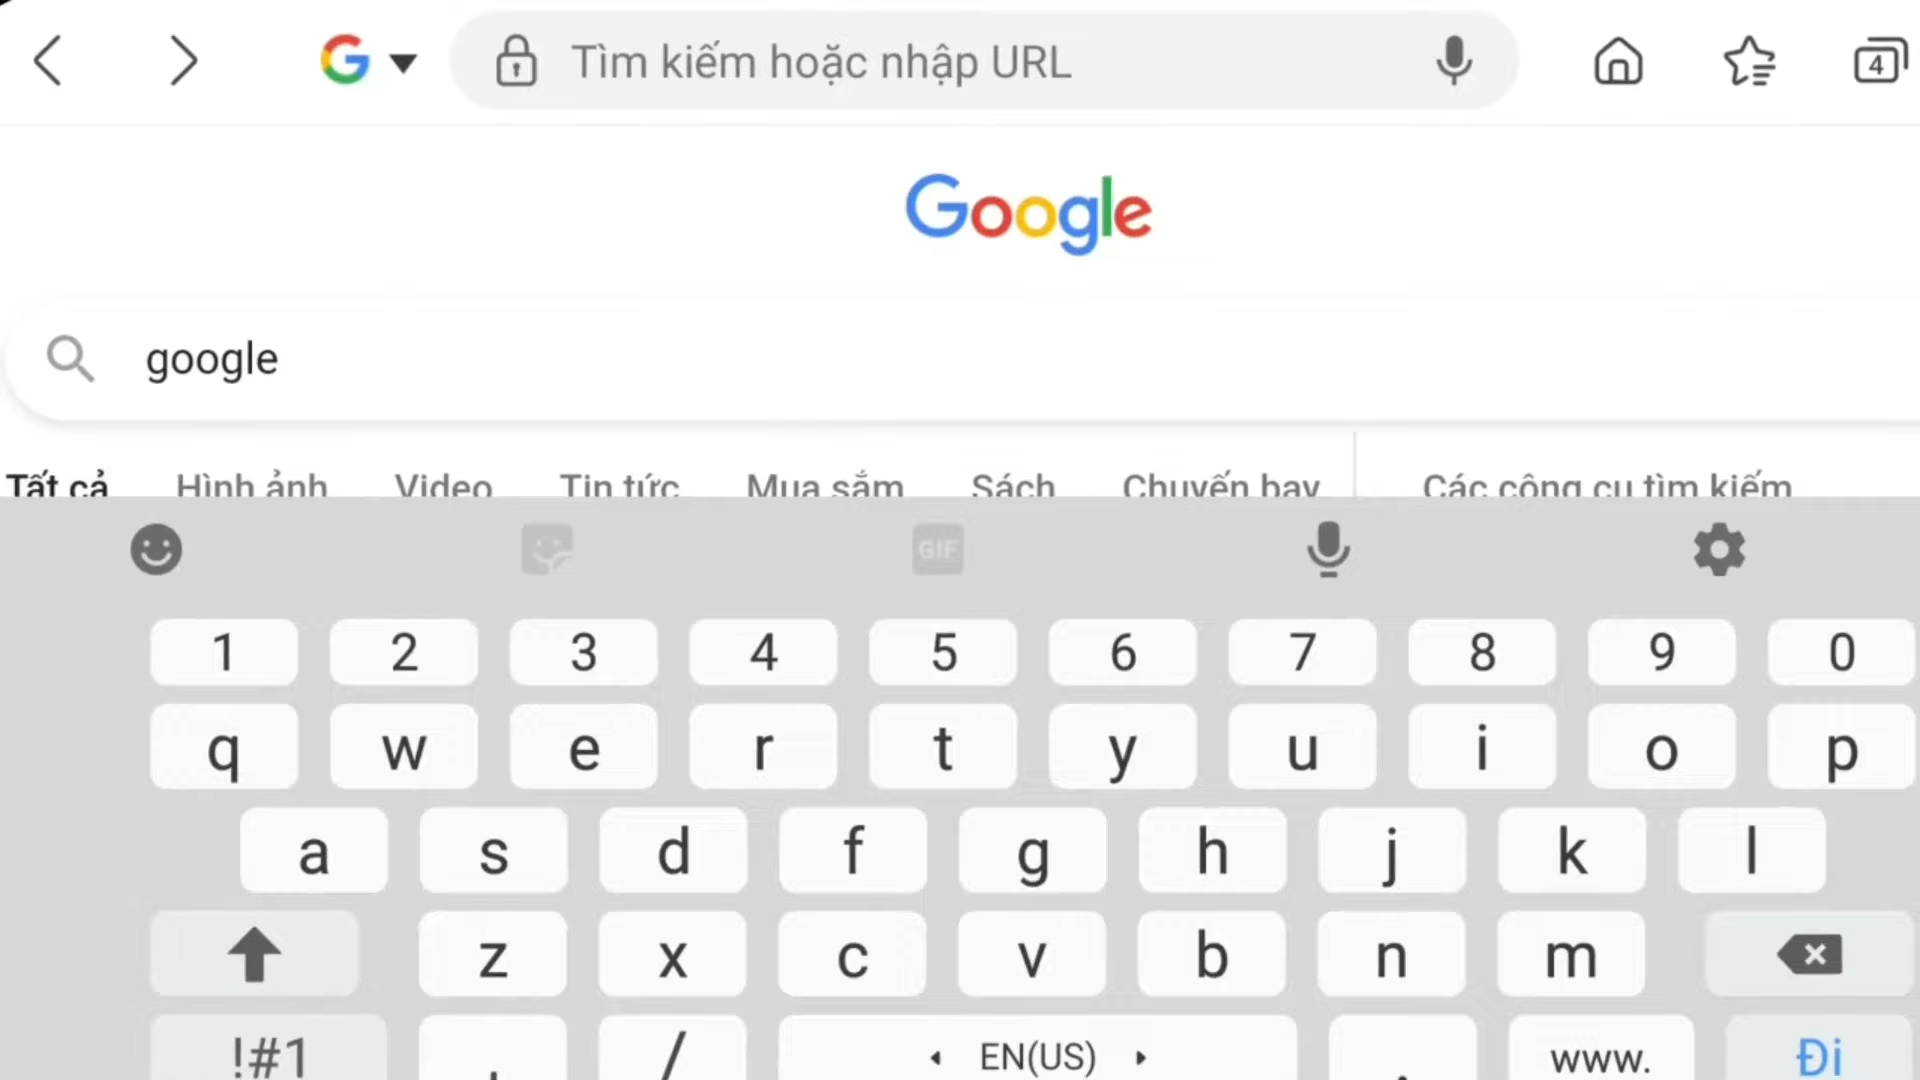 Tìm kiếm hoặc nhập URL
4
Google
google
Tất cả Hình ảnh Video Tin tức Mua sắm Sách Chuyến bay Các công cụ tìm kiếm
GIF
1 2 3 4 5 6 7 8 9 0
q w e r t y u i o p
a s d f g h j k l
z x c v b n m
!#1 , / EN(US) . www. Đi